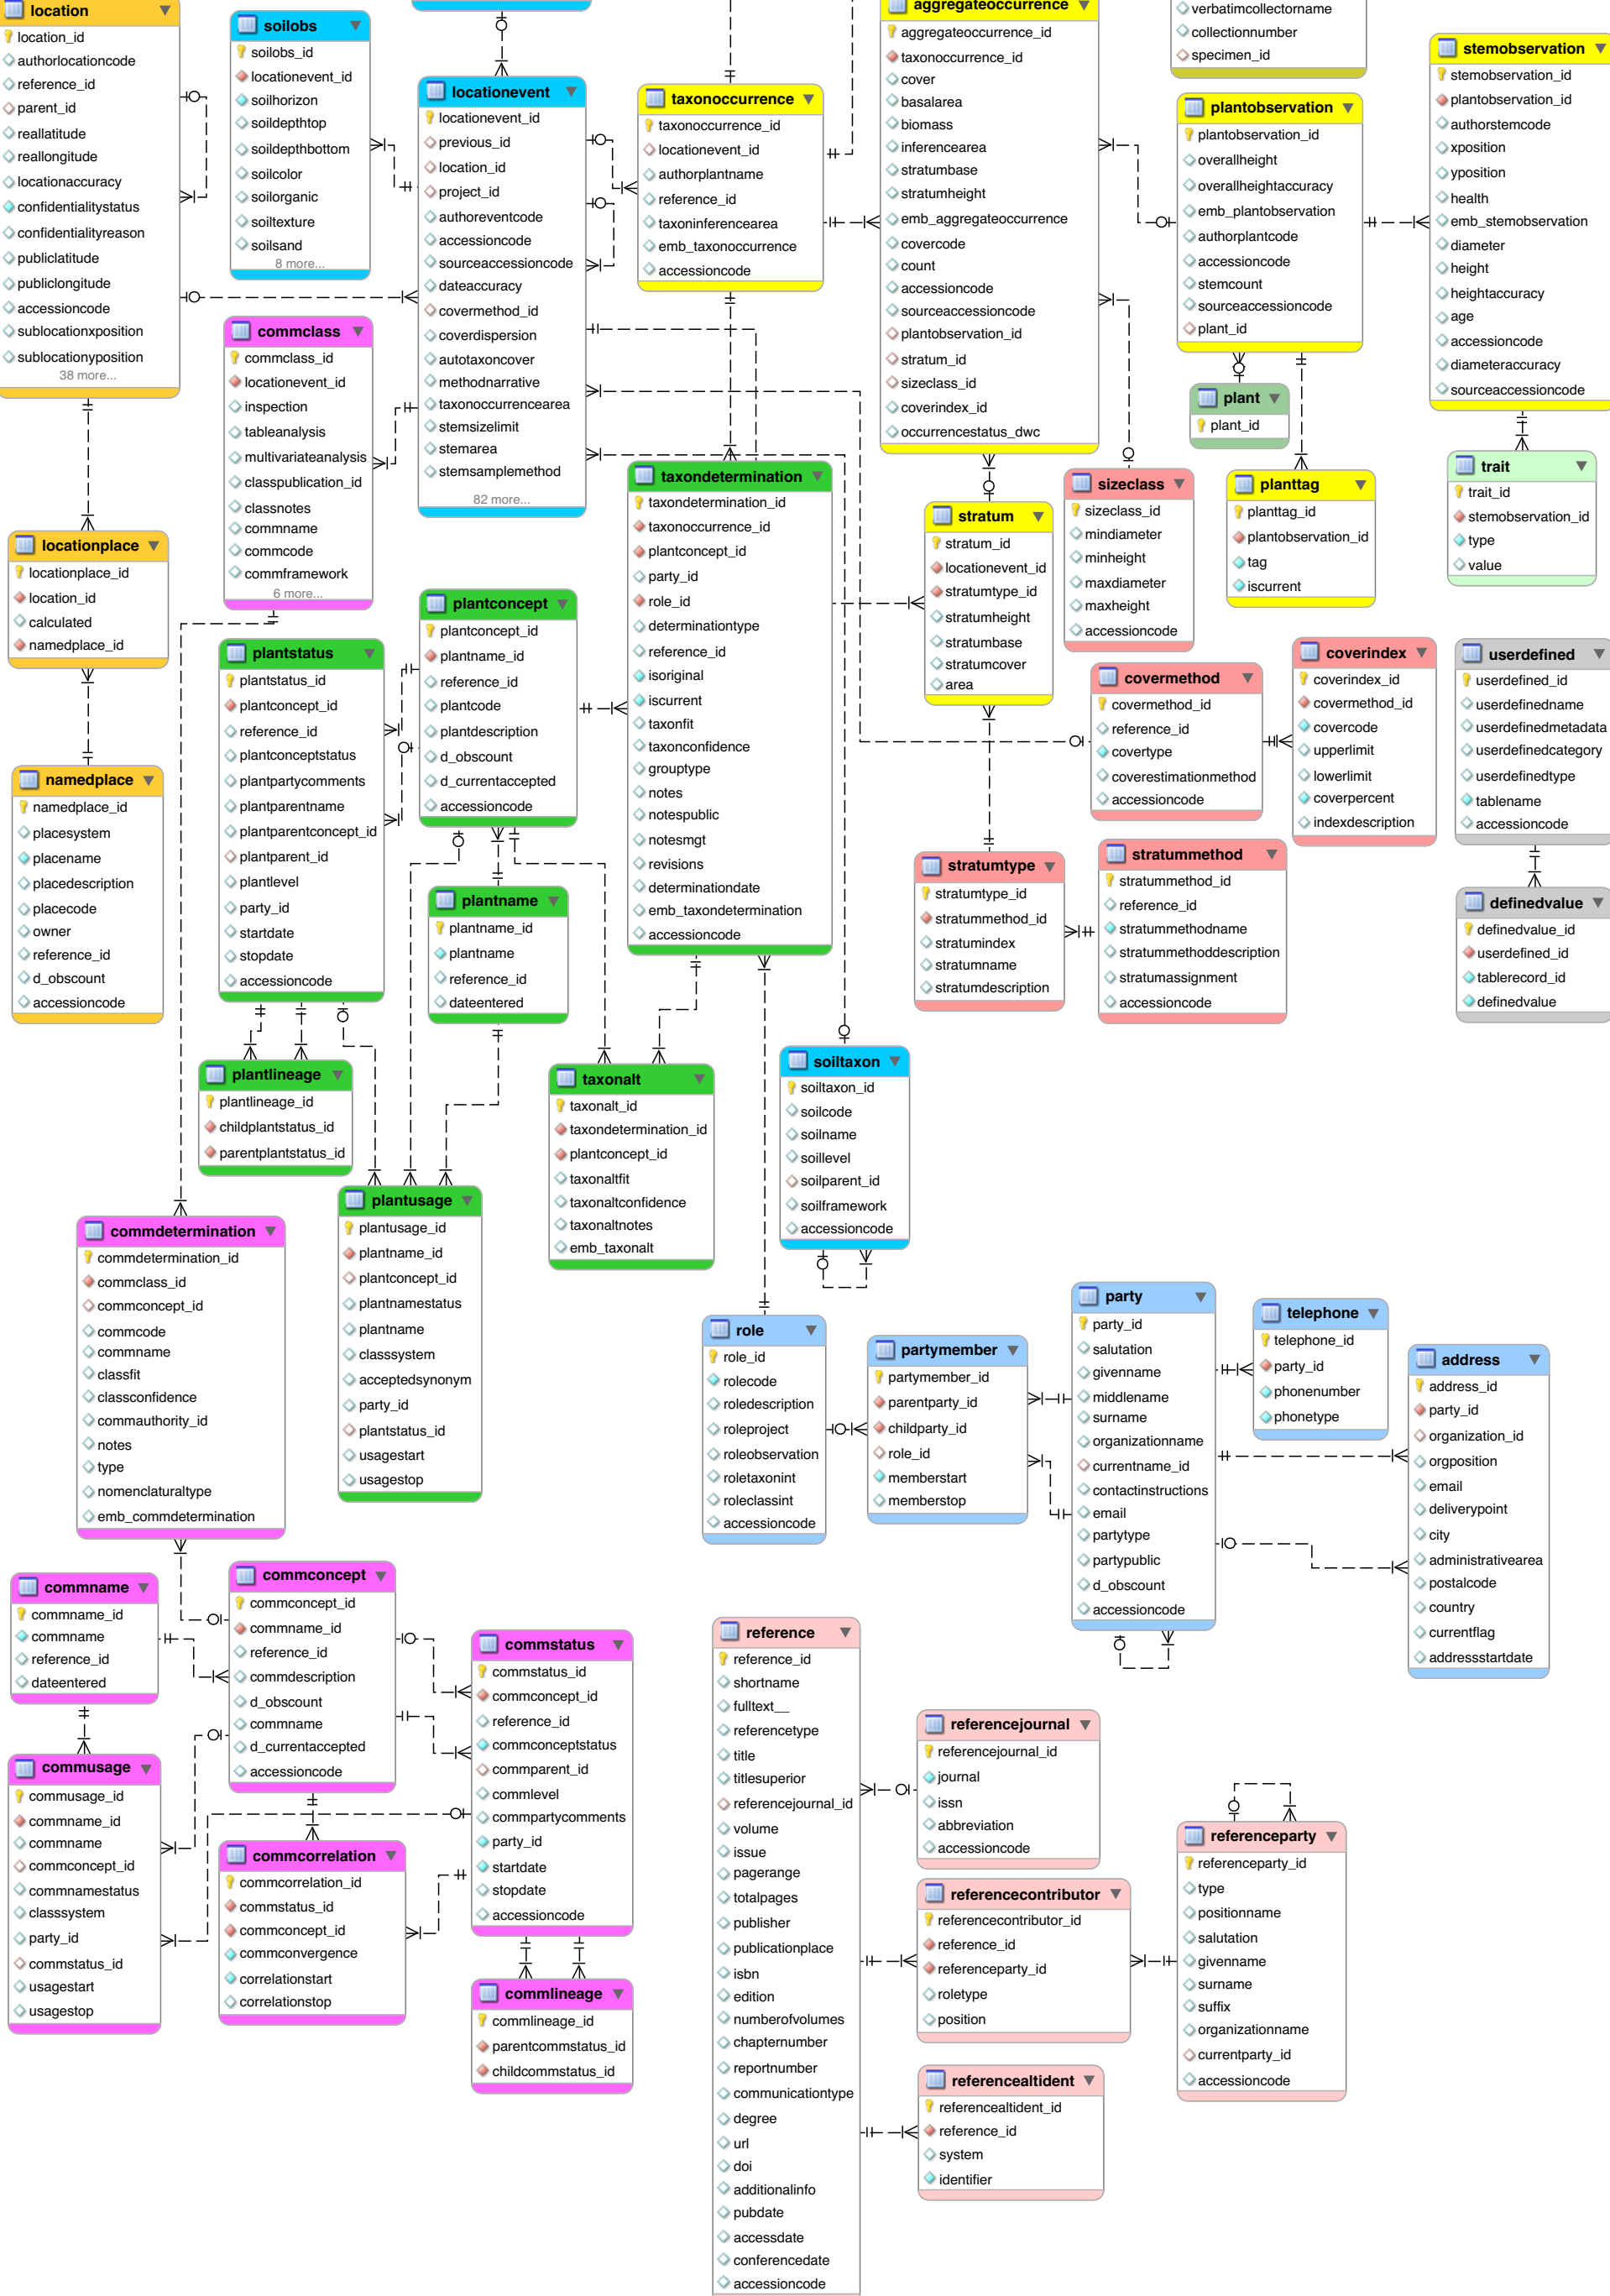 location
location_id
authorlocationcode
reference_id
parent_id
reallatitude
reallongitude
locationaccuracy
confidentialitystatus
confidentialityreason
publiclatitude
publiclongitude
accessioncode
sublocationxposition
sublocationyposition
38 more...
soilobs
soilobs_id
locationevent_id
soilhorizon
soildepthtop
soildepthbottom
soilcolor
soilorganic
soiltexture
soilsand
8 more...
locationevent
locationevent_id
previous_id
location_id
project_id
authoreventcode
accessioncode
sourceaccessioncode
dateaccuracy
covermethod_id
coverdispersion
autotaxoncover
methodnarrative
taxonoccurrencearea
stemsizelimit
stemarea
stemsamplemethod
82 more...
taxonoccurrence
taxonoccurrence_id
locationevent_id
authorplantname
reference_id
taxoninferencearea
emb_taxonoccurrence
accessioncode
aggregateoccurrence
aggregateoccurrence_id
taxonoccurrence_id
cover
basalarea
biomass
inferencearea
stratumbase
stratumheight
emb_aggregateoccurrence
covercode
count
accessioncode
sourceaccessioncode
plantobservation_id
stratum_id
sizeclass_id
coverindex_id
occurrencestatus_dwc
verbatimcollectorname
collectionnumber
specimen_id
plantobservation
plantobservation_id
overallheight
overallheightaccuracy
emb_plantobservation
authorplantcode
accessioncode
stemcount
sourceaccessioncode
plant_id
stemobservation
stemobservation_id
plantobservation_id
authorstemcode
xposition
yposition
health
emb_stemobservation
diameter
height
heightaccuracy
age
accessioncode
diameteraccuracy
sourceaccessioncode
commclass
commclass_id
locationevent_id
inspection
tableanalysis
multivariateanalysis
classpublication_id
classnotes
commname
commcode
commframework
6 more...
plant
plant_id
taxondetermination
taxondetermination_id
taxonoccurrence_id
plantconcept_id
party_id
role_id
determinationtype
reference_id
isoriginal
iscurrent
taxonfit
taxonconfidence
grouptype
notes
notespublic
notesmgt
revisions
determinationdate
emb_taxondetermination
accessioncode
stratum
stratum_id
locationevent_id
stratumtype_id
stratumheight
stratumbase
stratumcover
area
sizeclass
sizeclass_id
mindiameter
minheight
maxdiameter
maxheight
accessioncode
planttag
planttag_id
plantobservation_id
tag
iscurrent
trait
trait_id
stemobservation_id
type
value
locationplace
locationplace_id
location_id
calculated
namedplace_id
plantstatus
plantstatus_id
plantconcept_id
reference_id
plantconceptstatus
plantpartycomments
plantparentname
plantparentconcept_id
plantparent_id
plantlevel
party_id
startdate
stopdate
accessioncode
plantconcept
plantconcept_id
plantname_id
reference_id
plantcode
plantdescription
d_obscount
d_currentaccepted
accessioncode
covermethod
covermethod_id
reference_id
covertype
coverestimationmethod
accessioncode
coverindex
coverindex_id
covermethod_id
covercode
upperlimit
lowerlimit
coverpercent
indexdescription
userdefined
userdefined_id
userdefinedname
userdefinedmetadata
userdefinedcategory
userdefinedtype
tablename
accessioncode
namedplace
namedplace_id
placesystem
placename
placedescription
placecode
owner
reference_id
d_obscount
accessioncode
plantname
plantname_id
plantname
reference_id
dateentered
stratumtype
stratumtype_id
stratummethod_id
stratumindex
stratumname
stratumdescription
stratummethod
stratummethod_id
reference_id
stratummethodname
stratummethoddescription
stratumassignment
accessioncode
definedvalue
definedvalue_id
userdefined_id
tablerecord_id
definedvalue
plantlineage
plantlineage_id
childplantstatus_id
parentplantstatus_id
taxonalt
taxonalt_id
taxondetermination_id
plantconcept_id
taxonaltfit
taxonaltconfidence
taxonaltnotes
emb_taxonalt
soiltaxon
soiltaxon_id
soilcode
soilname
soillevel
soilparent_id
soilframework
accessioncode
plantusage
plantusage_id
plantname_id
plantconcept_id
plantnamestatus
plantname
classsystem
acceptedsynonym
party_id
plantstatus_id
usagestart
usagestop
commdetermination
commdetermination_id
commclass_id
commconcept_id
commcode
commname
classfit
classconfidence
commauthority_id
notes
type
nomenclaturaltype
emb_commdetermination
role
role_id
rolecode
roledescription
roleproject
roleobservation
roletaxonint
roleclassint
accessioncode
partymember
partymember_id
parentparty_id
childparty_id
role_id
memberstart
memberstop
party
party_id
salutation
givenname
middlename
surname
organizationname
currentname_id
contactinstructions
email
partytype
partypublic
d_obscount
accessioncode
telephone
telephone_id
party_id
phonenumber
phonetype
address
address_id
party_id
organization_id
orgposition
email
deliverypoint
city
administrativearea
postalcode
country
currentflag
addressstartdate
commname
commname_id
commname
reference_id
dateentered
commconcept
commconcept_id
commname_id
reference_id
commdescription
d_obscount
commname
d_currentaccepted
accessioncode
commstatus
commstatus_id
commconcept_id
reference_id
commconceptstatus
commparent_id
commlevel
commpartycomments
party_id
startdate
stopdate
accessioncode
commusage
commusage_id
commname_id
commname
commconcept_id
commnamestatus
classsystem
party_id
commstatus_id
usagestart
usagestop
commcorrelation
commcorrelation_id
commstatus_id
commconcept_id
commconvergence
correlationstart
correlationstop
commlineage
commlineage_id
parentcommstatus_id
childcommstatus_id
reference
reference_id
shortname
fulltext__
referencetype
title
titlesuperior
referencejournal_id
volume
issue
pagerange
totalpages
publisher
publicationplace
isbn
edition
numberofvolumes
chapternumber
reportnumber
communicationtype
degree
url
doi
additionalinfo
pubdate
accessdate
conferencedate
accessioncode
referencejournal
referencejournal_id
journal
issn
abbreviation
accessioncode
referencecontributor
referencecontributor_id
reference_id
referenceparty_id
roletype
position
referenceparty
referenceparty_id
type
positionname
salutation
givenname
surname
suffix
organizationname
currentparty_id
accessioncode
referencealtident
referencealtident_id
reference_id
system
identifier